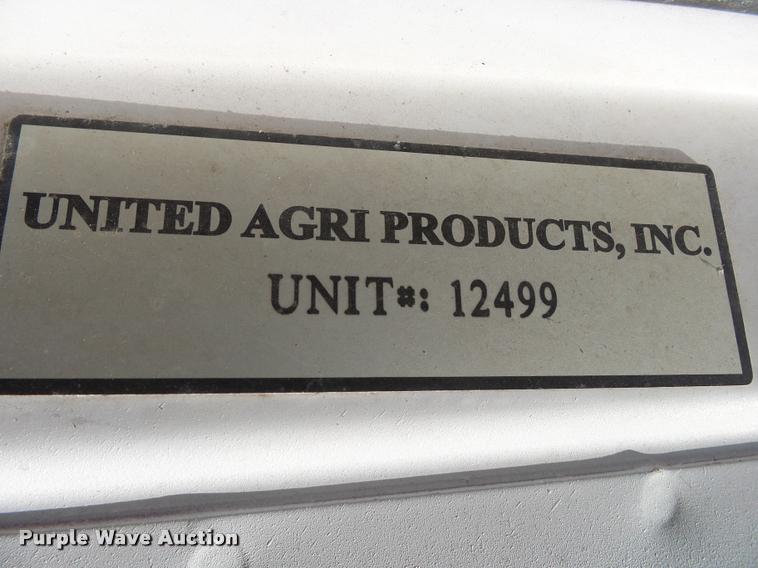 UNITED AGRI PRODUCTS, INC.
UNIT#: 12499
Purple Wave Auction